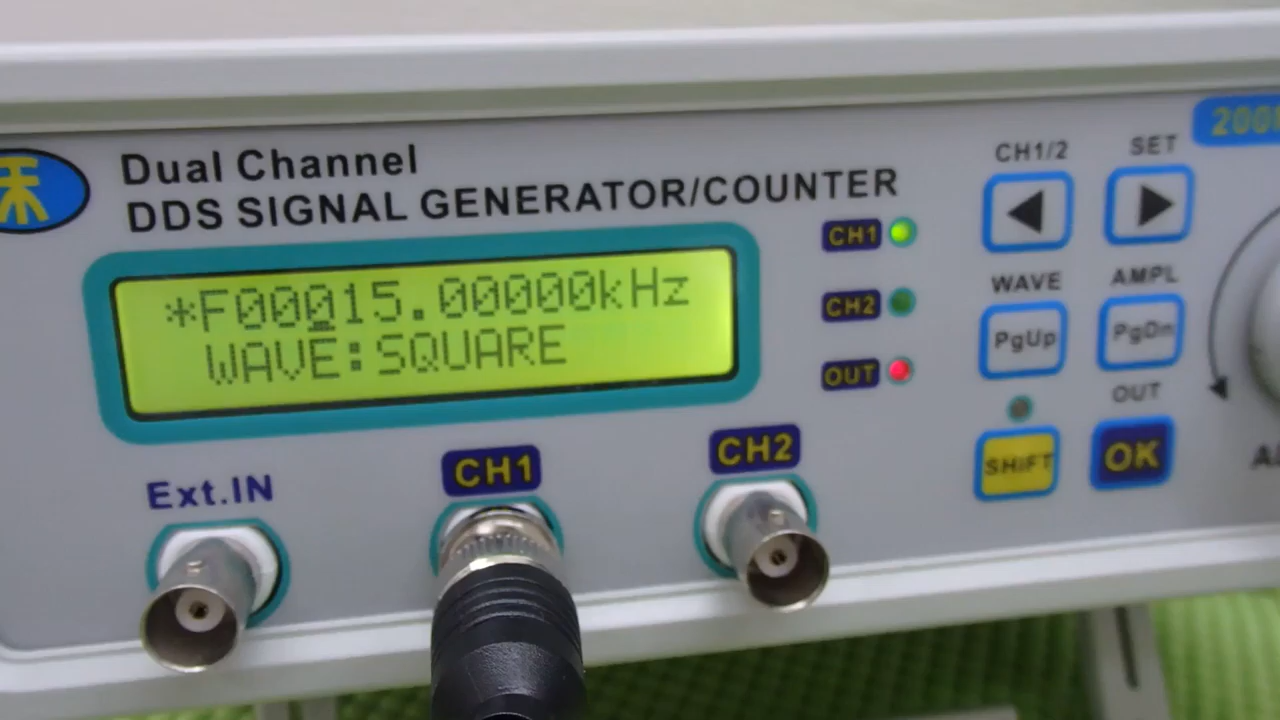 Dual Channel
DDS SIGNAL GENERATOR/COUNTER
*F00015.00000kHz
WAVE:SQUARE
CH1
CH2
OUT
CH1/2
SET
WAVE
AMPL
PgUp
PgDn
OUT
SHIFT
OK
Ext.IN
CH1
CH2